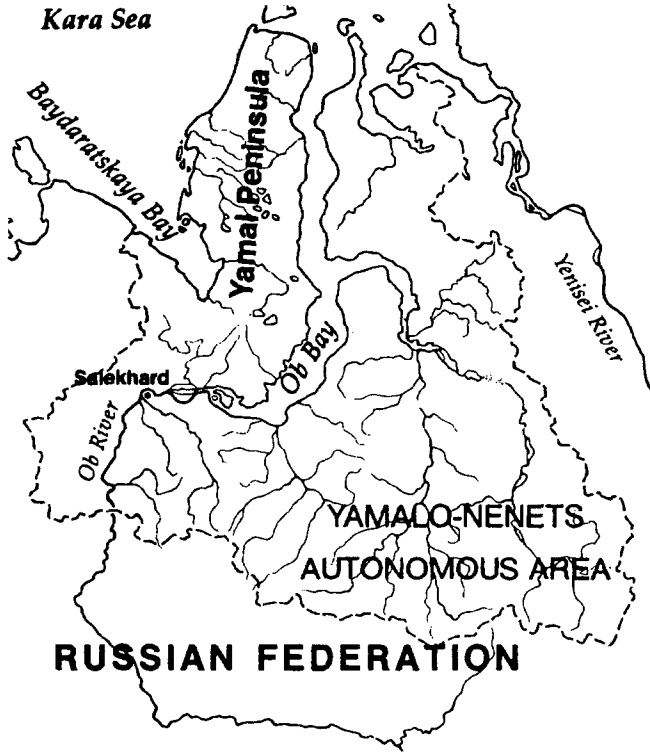 Kara Sea
Baydaratskaya Bay
Yamal Peninsula
Yenisei River
Ob Bay
Salekhard
Ob River
YAMALO-NENETS
AUTONOMOUS AREA
RUSSIAN FEDERATION